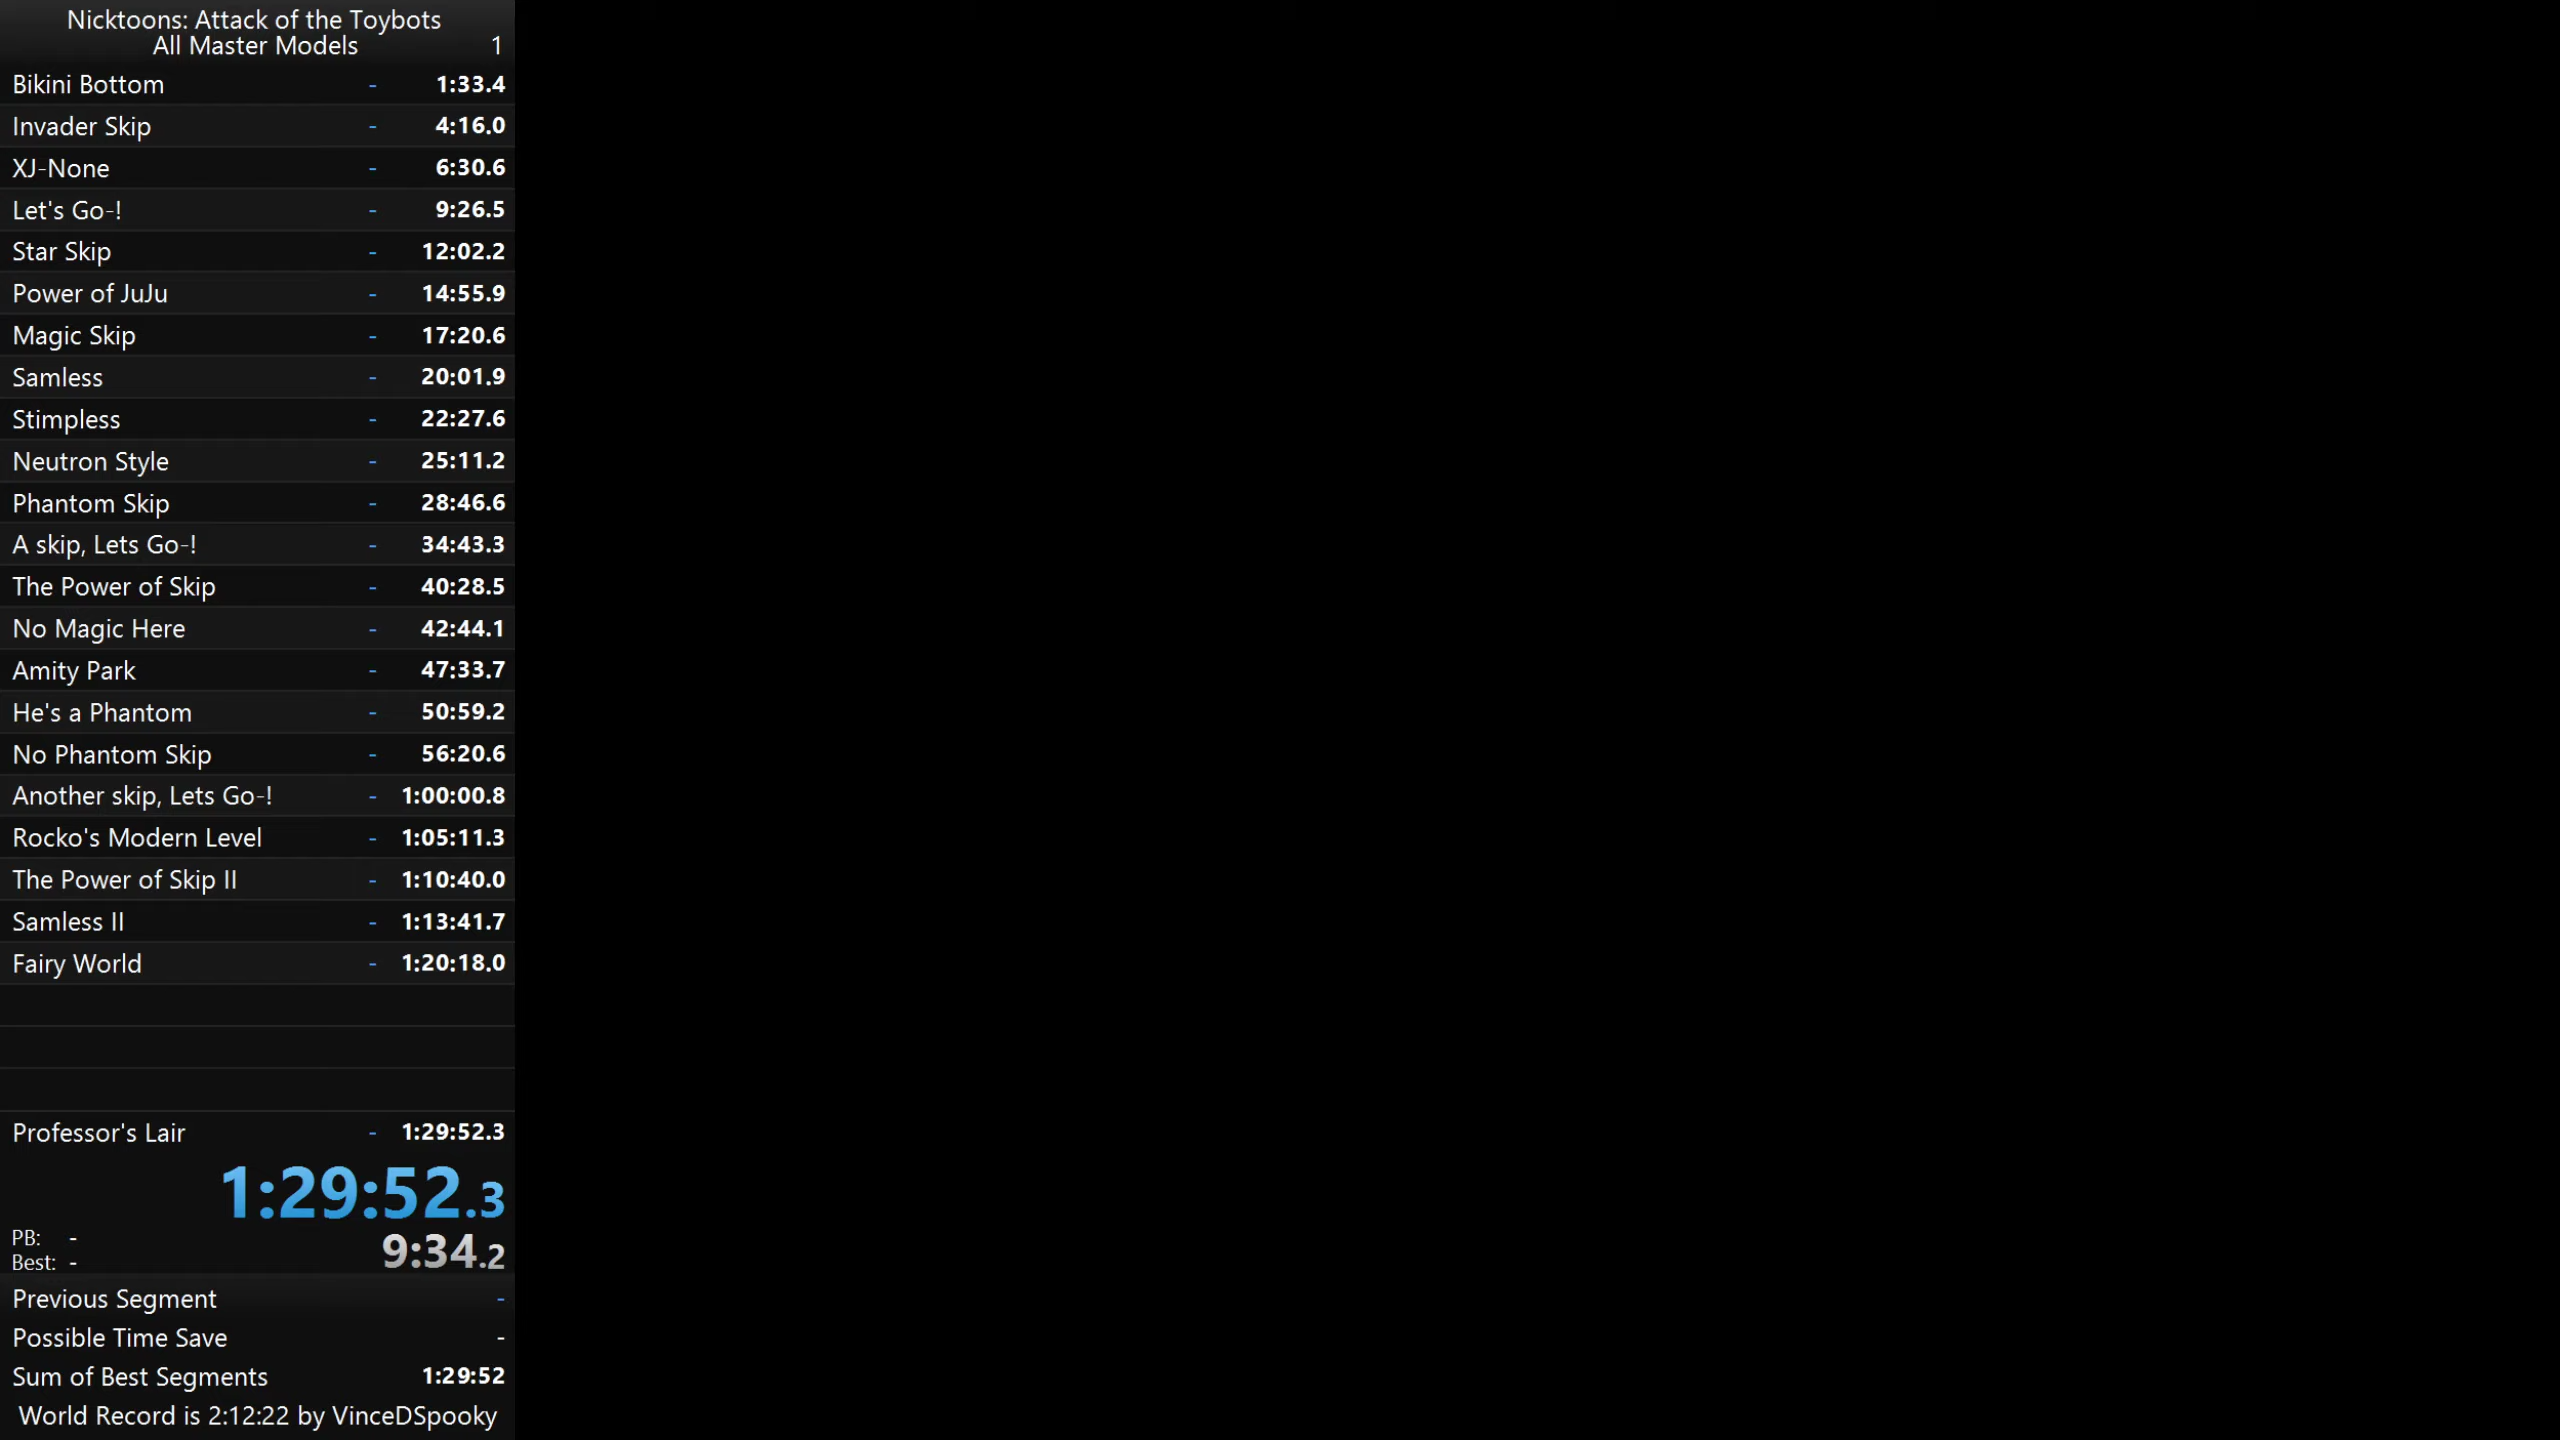 Nicktoons: Attack of the Toybots
All Master Models 1
Bikini Bottom - 1:33.4
Invader Skip - 4:16.0
XJ-None - 6:30.6
Let's Go-! - 9:26.5
Star Skip - 12:02.2
Power of JuJu - 14:55.9
Magic Skip - 17:20.6
Samless - 20:01.9
Stimpless - 22:27.6
Neutron Style - 25:11.2
Phantom Skip - 28:46.6
A skip, Lets Go-! - 34:43.3
The Power of Skip - 40:28.5
No Magic Here - 42:44.1
Amity Park - 47:33.7
He's a Phantom - 50:59.2
No Phantom Skip - 56:20.6
Another skip, Lets Go-! - 1:00:00.8
Rocko's Modern Level - 1:05:11.3
The Power of Skip II - 1:10:40.0
Samless II - 1:13:41.7
Fairy World - 1:20:18.0
Professor's Lair - 1:29:52.3
1:29:52.3
PB: -
Best: - 9:34.2
Previous Segment -
Possible Time Save -
Sum of Best Segments 1:29:52
World Record is 2:12:22 by VinceDSpooky